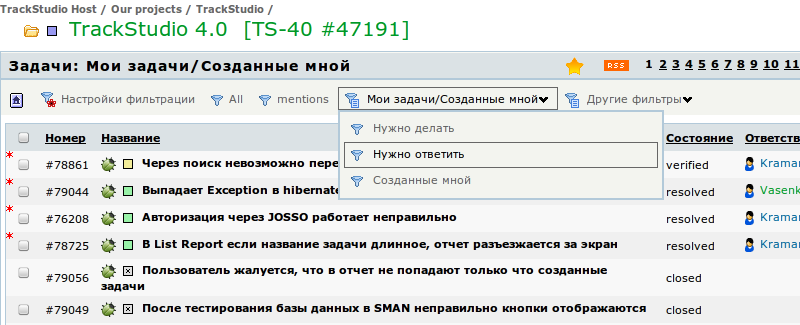 TrackStudio Host / Our projects / TrackStudio /
TrackStudio 4.0 [TS-40 #47191]
Задачи: Мои задачи/Созданные мной RSS 1 2 3 4 5 6 7 8 9 10 11
Настройки фильтрации All mentions Мои задачи/Созданные мной Другие фильтры
Нужно делать
Нужно ответить
Созданные мной
Номер Название Состояние Ответств
#78861 Через поиск невозможно пере verified Kramar
#79044 Выпадает Exception в hibernate resolved Vasenk
#76208 Авторизация через JOSSO работает неправильно resolved Kramar
#78725 В List Report если название задачи длинное, отчет разъезжается за экран resolved Kramar
#79056 Пользователь жалуется, что в отчет не попадают только что созданные задачи closed
#79049 После тестирования базы данных в SMAN неправильно кнопки отображаются closed